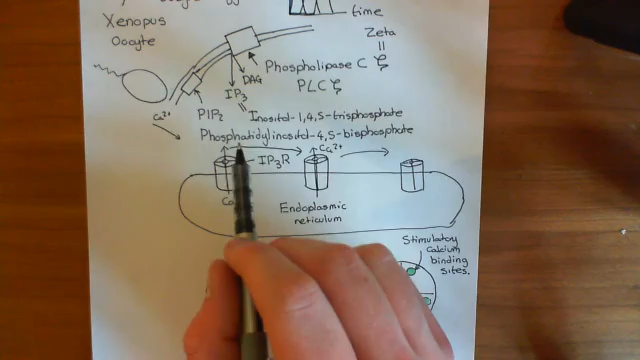 time
Xenopus
Oocyte
Zeta
=
Phospholipase C ζ
PLC ζ
DAG
IP3
PIP2
Ca2+
Inositol-1,4,5-trisphosphate
Phosphatidylinositol-4,5-bisphosphate
IP3R
Ca2+
Ca
Endoplasmic
reticulum
Stimulatory
calcium
binding
sites.